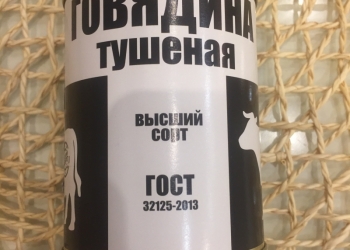 ГОВЯДИНА
тушеная
ВЫСШИЙ
СОРТ
ГОСТ
32125-2013